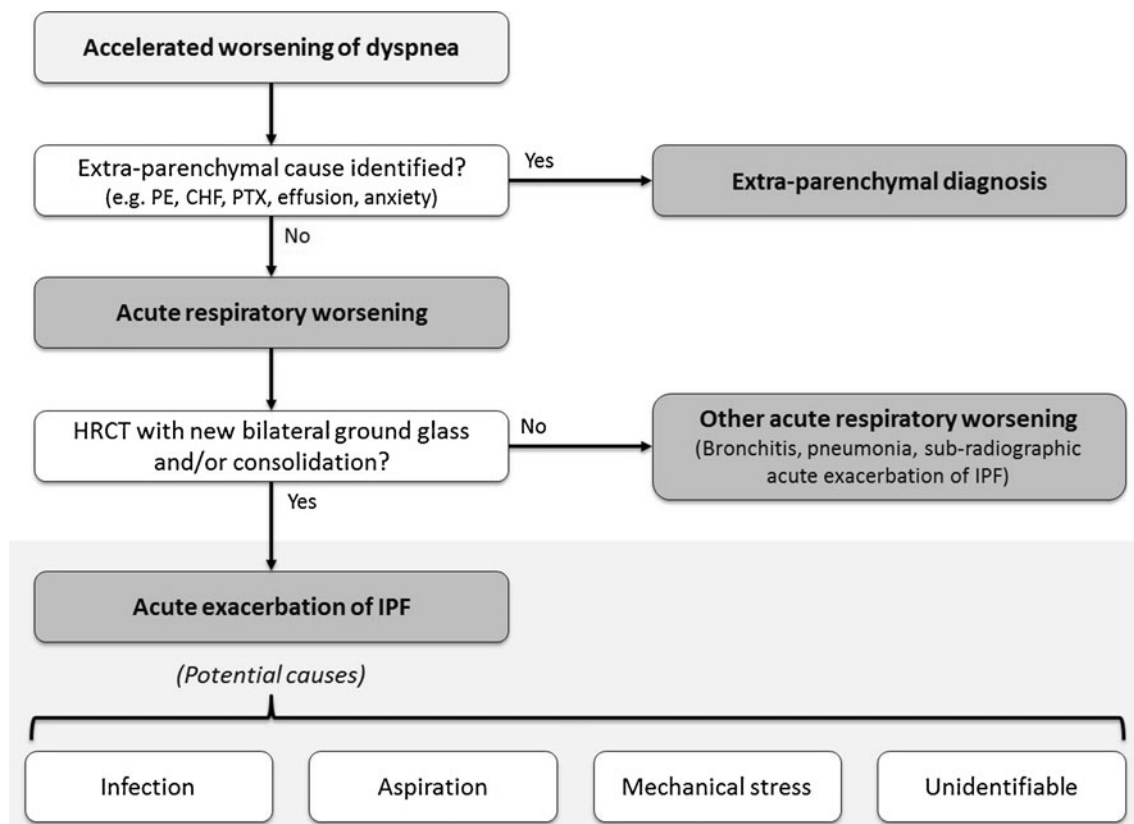 Accelerated worsening of dyspnea
Extra-parenchymal cause identified?
(e.g. PE, CHF, PTX, effusion, anxiety)
Yes
Extra-parenchymal diagnosis
No
Acute respiratory worsening
HRCT with new bilateral ground glass
and/or consolidation?
No
Other acute respiratory worsening
(Bronchitis, pneumonia, sub-radiographic
acute exacerbation of IPF)
Yes
Acute exacerbation of IPF
(Potential causes)
Infection
Aspiration
Mechanical stress
Unidentifiable